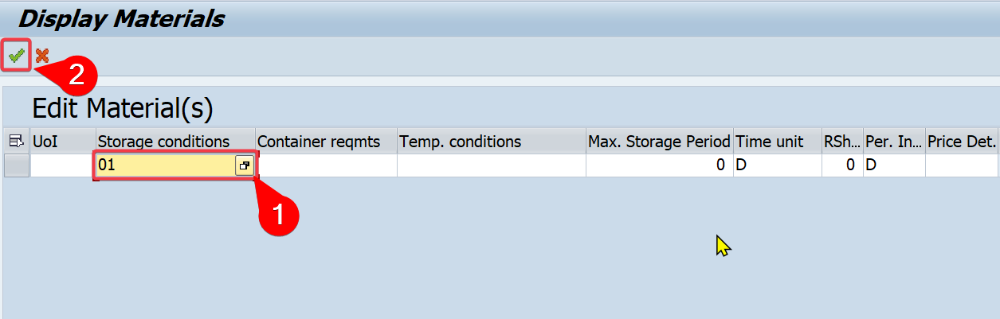 Display Materials
2
Edit Material(s)
UoI Storage conditions Container reqmts Temp. conditions Max. Storage Period Time unit RSh... Per. In... Price Det.
01 0 D 0 D
1